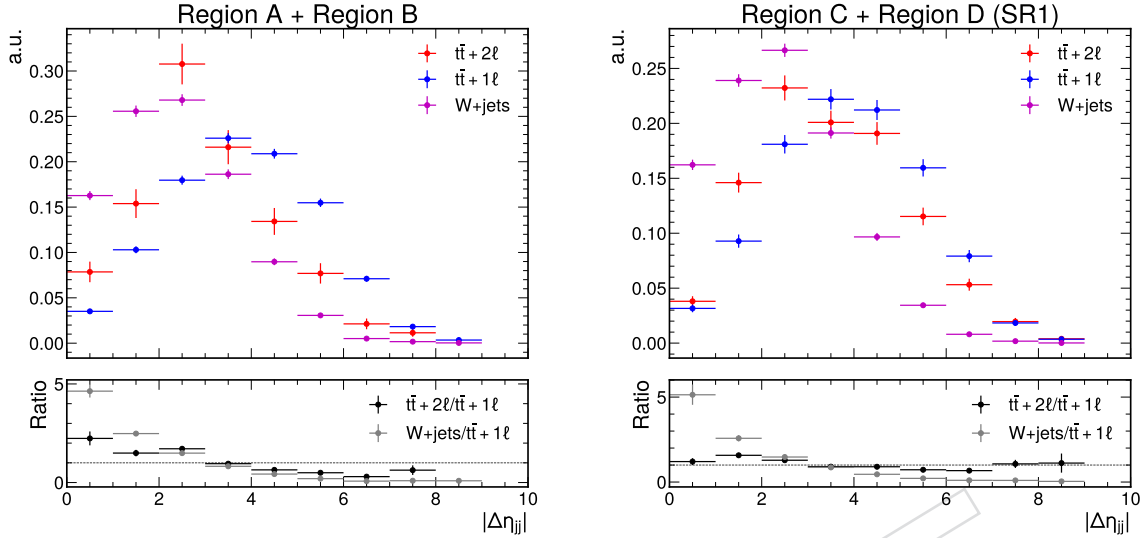 Region A + Region B
a.u.
tt̄ + 2ℓ
tt̄ + 1ℓ
W+jets
0.30
0.25
0.20
0.15
0.10
0.05
0.00
Ratio
5
0
tt̄ + 2ℓ/tt̄ + 1ℓ
W+jets/tt̄ + 1ℓ
0 2 4 6 8 10
|Δη_jj|
Region C + Region D (SR1)
a.u.
tt̄ + 2ℓ
tt̄ + 1ℓ
W+jets
0.25
0.20
0.15
0.10
0.05
0.00
Ratio
5
0
tt̄ + 2ℓ/tt̄ + 1ℓ
W+jets/tt̄ + 1ℓ
0 2 4 6 8 10
|Δη_jj|